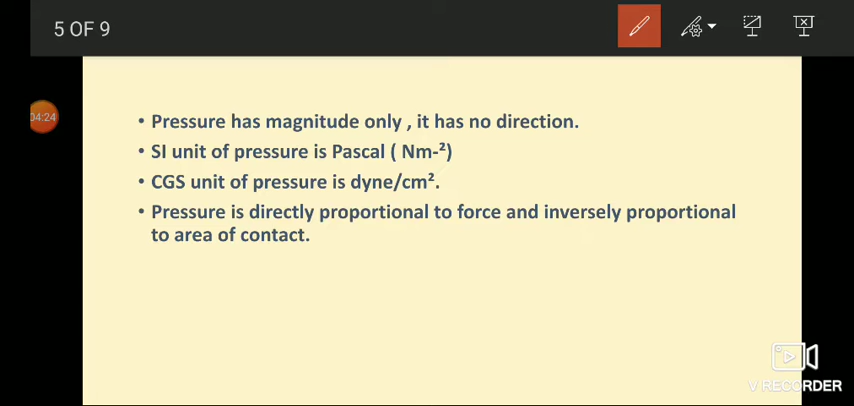 5 OF 9
04:24
• Pressure has magnitude only , it has no direction.
• SI unit of pressure is Pascal ( Nm-²)
• CGS unit of pressure is dyne/cm².
• Pressure is directly proportional to force and inversely proportional
to area of contact.
V RECORDER